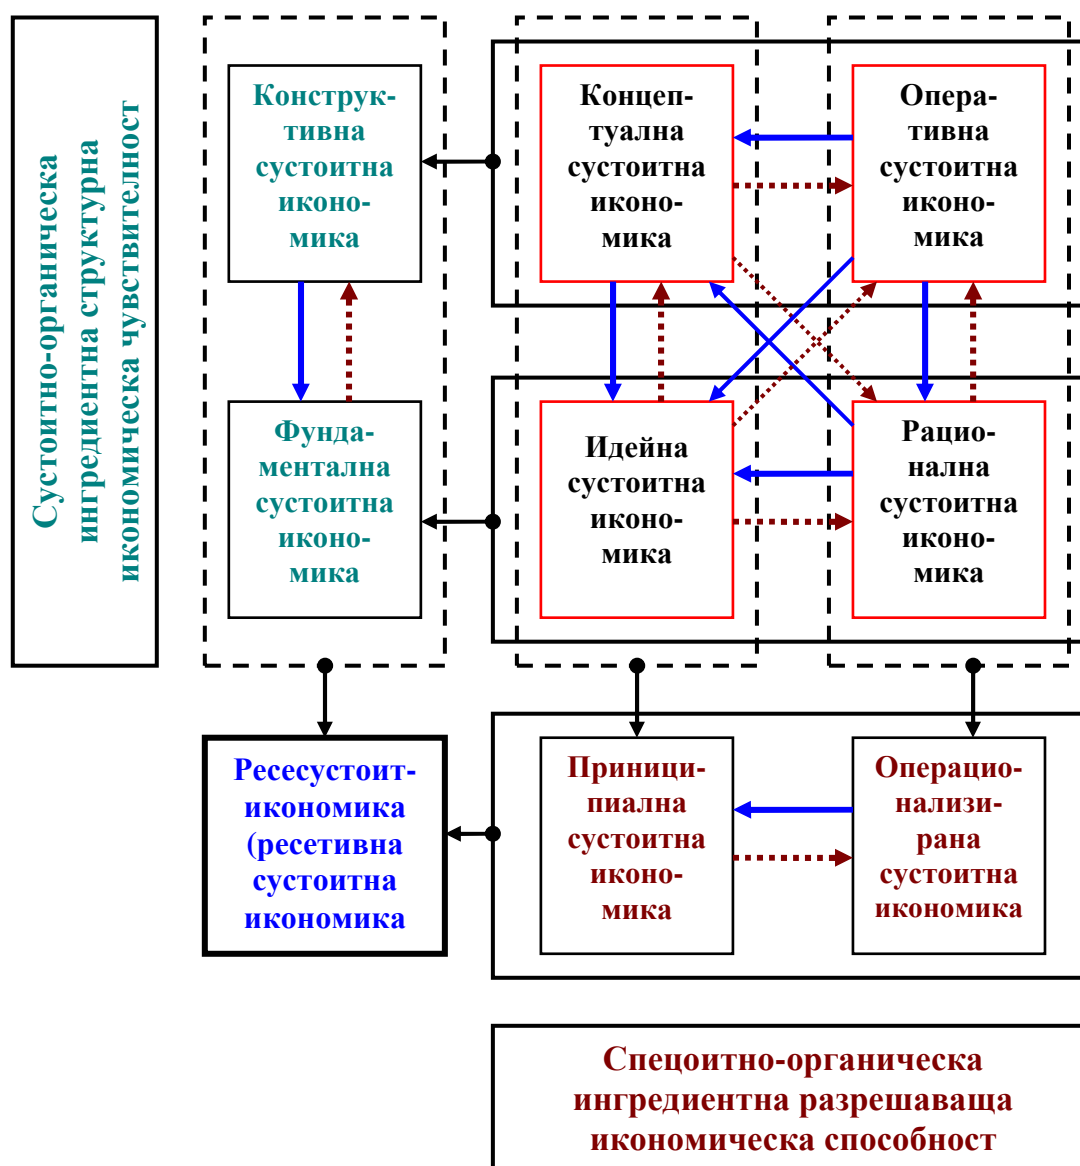 Сустоитно-органическа
ингредиентна структурна
икономическа чувствителност
Конструк-
тивна
сустоитна
иконо-
мика
Концеп-
туална
сустоитна
иконо-
мика
Опера-
тивна
сустоитна
иконо-
мика
Фунда-
ментална
сустоитна
иконо-
мика
Идейна
сустоитна
иконо-
мика
Рацио-
нална
сустоитна
иконо-
мика
Ресесустоит-
икономика
(ресетивна
сустоитна
икономика
Приници-
пиална
сустоитна
иконо-
мика
Операцио-
нализи-
рана
сустоитна
икономика
Спецоитно-органическа
ингредиентна разрешаваща
икономическа способност